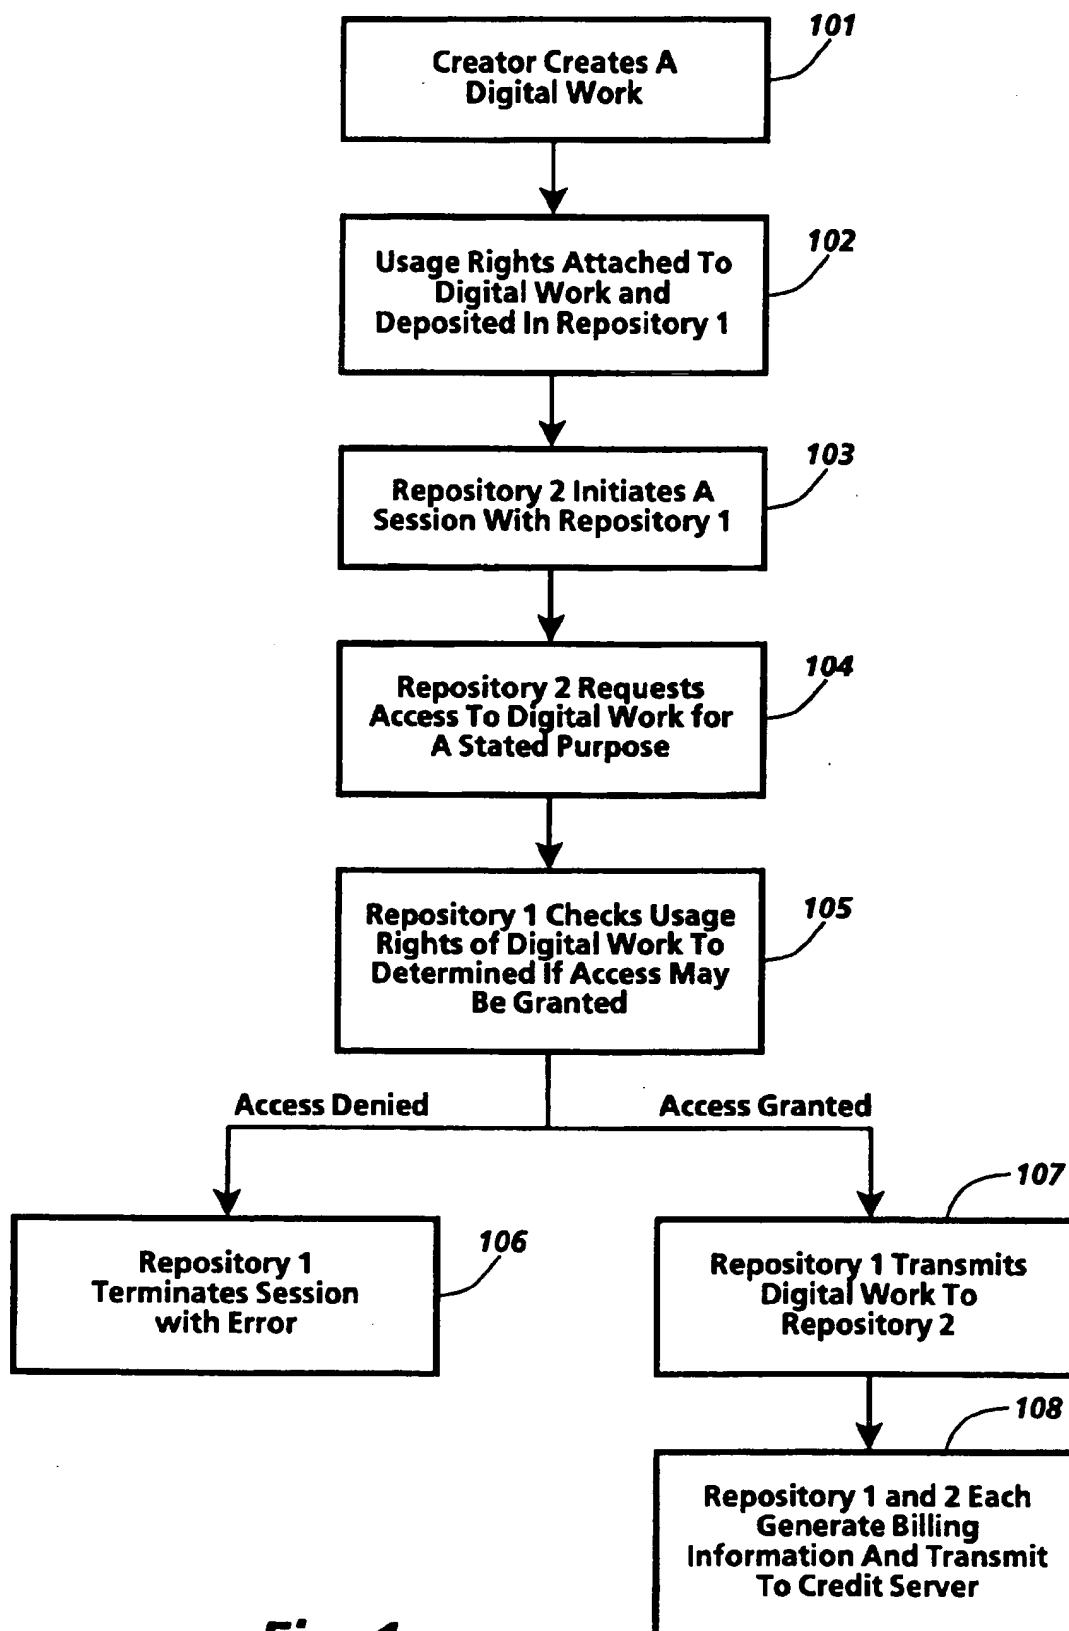 101
Creator Creates A
Digital Work
102
Usage Rights Attached To
Digital Work and
Deposited In Repository 1
103
Repository 2 Initiates A
Session With Repository 1
104
Repository 2 Requests
Access To Digital Work for
A Stated Purpose
105
Repository 1 Checks Usage
Rights of Digital Work To
Determined If Access May
Be Granted
Access Denied
Access Granted
106
Repository 1
Terminates Session
with Error
107
Repository 1 Transmits
Digital Work To
Repository 2
108
Repository 1 and 2 Each
Generate Billing
Information And Transmit
To Credit Server